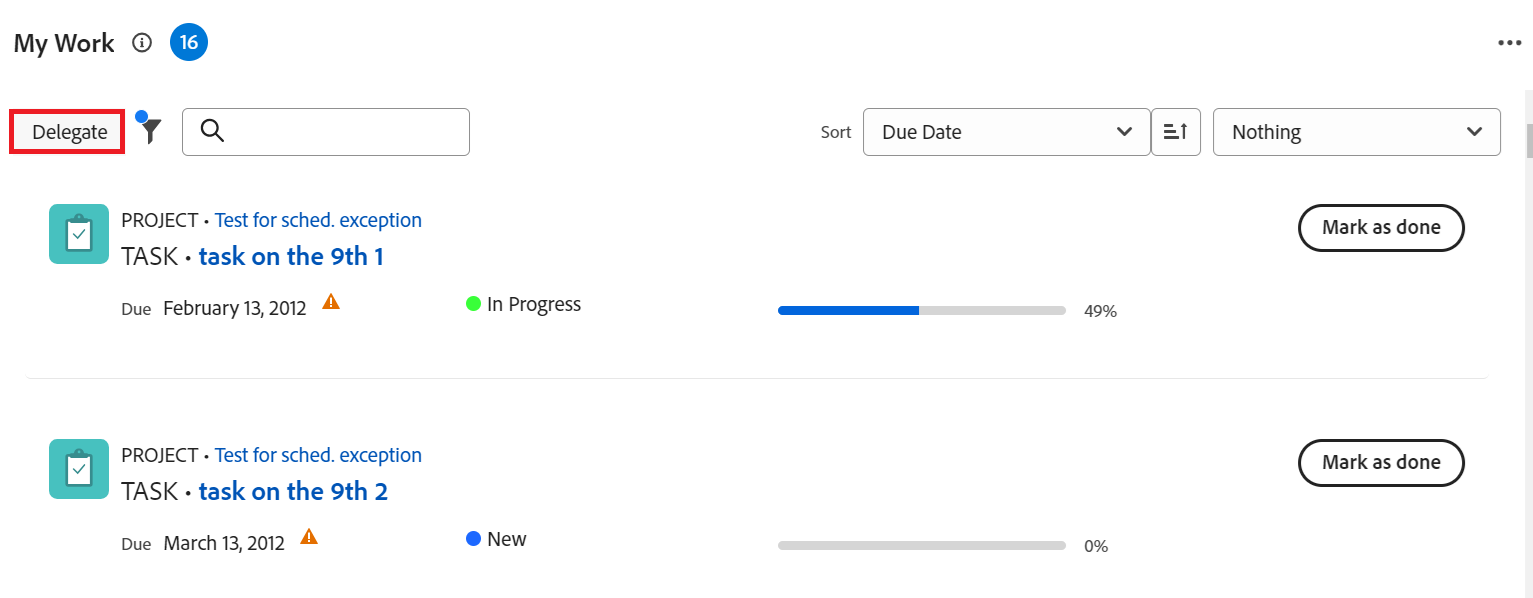 My Work 16
Delegate Sort Due Date Nothing
PROJECT • Test for sched. exception Mark as done
TASK • task on the 9th 1
Due February 13, 2012 In Progress 49%
PROJECT • Test for sched. exception Mark as done
TASK • task on the 9th 2
Due March 13, 2012 New 0%